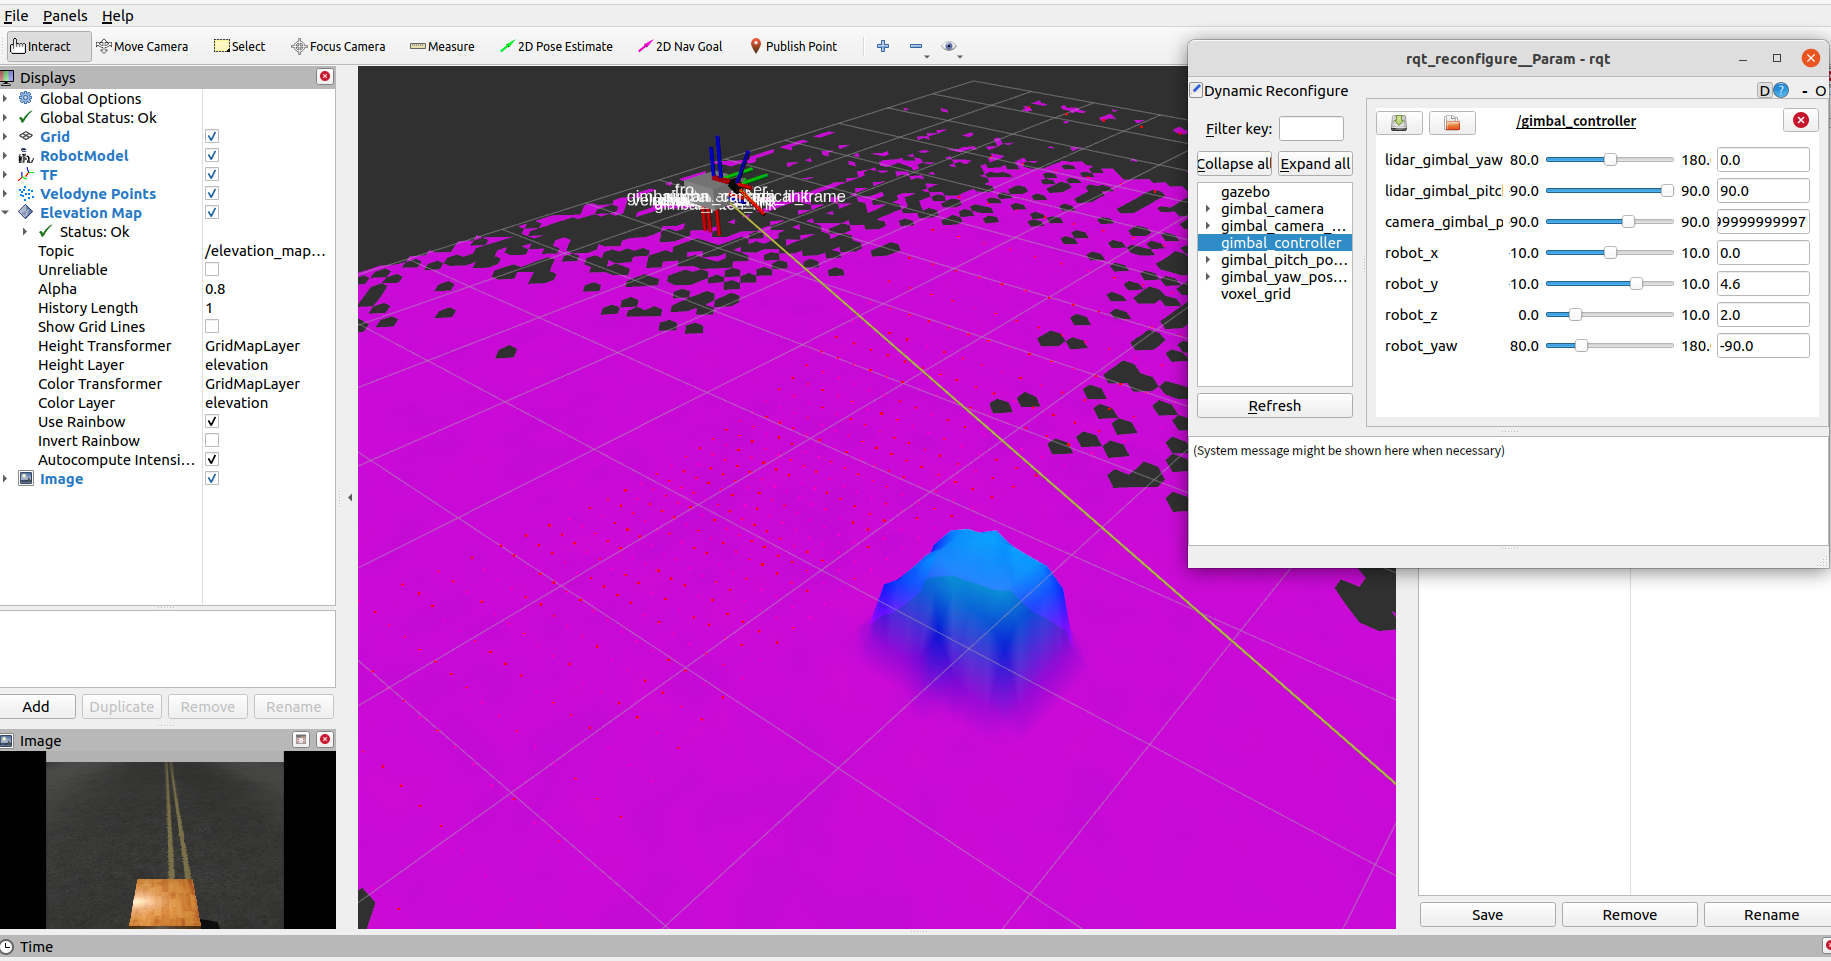 File Panels Help
Interact Move Camera Select Focus Camera Measure 2D Pose Estimate 2D Nav Goal Publish Point
Displays
Global Options
Global Status: Ok
Grid
RobotModel
TF
Velodyne Points
Elevation Map
Status: Ok
Topic /elevation_map...
Unreliable
Alpha 0.8
History Length 1
Show Grid Lines
Height Transformer GridMapLayer
Height Layer elevation
Color Transformer GridMapLayer
Color Layer elevation
Use Rainbow
Invert Rainbow
Autocompute Intensi...
Image
Add Duplicate Remove Rename
Image
Time
rqt_reconfigure__Param - rqt
Dynamic Reconfigure
D ? - O
Filter key:
Collapse all Expand all
gazebo
gimbal_camera
gimbal_camera_...
gimbal_controller
gimbal_pitch_po...
gimbal_yaw_pos...
voxel_grid
Refresh
/gimbal_controller
lidar_gimbal_yaw 80.0 180. 0.0
lidar_gimbal_pitc 90.0 90.0 90.0
camera_gimbal_p 90.0 90.0 99999999997
robot_x 10.0 10.0 0.0
robot_y 10.0 10.0 4.6
robot_z 0.0 10.0 2.0
robot_yaw 80.0 180. -90.0
(System message might be shown here when necessary)
Save Remove Rename